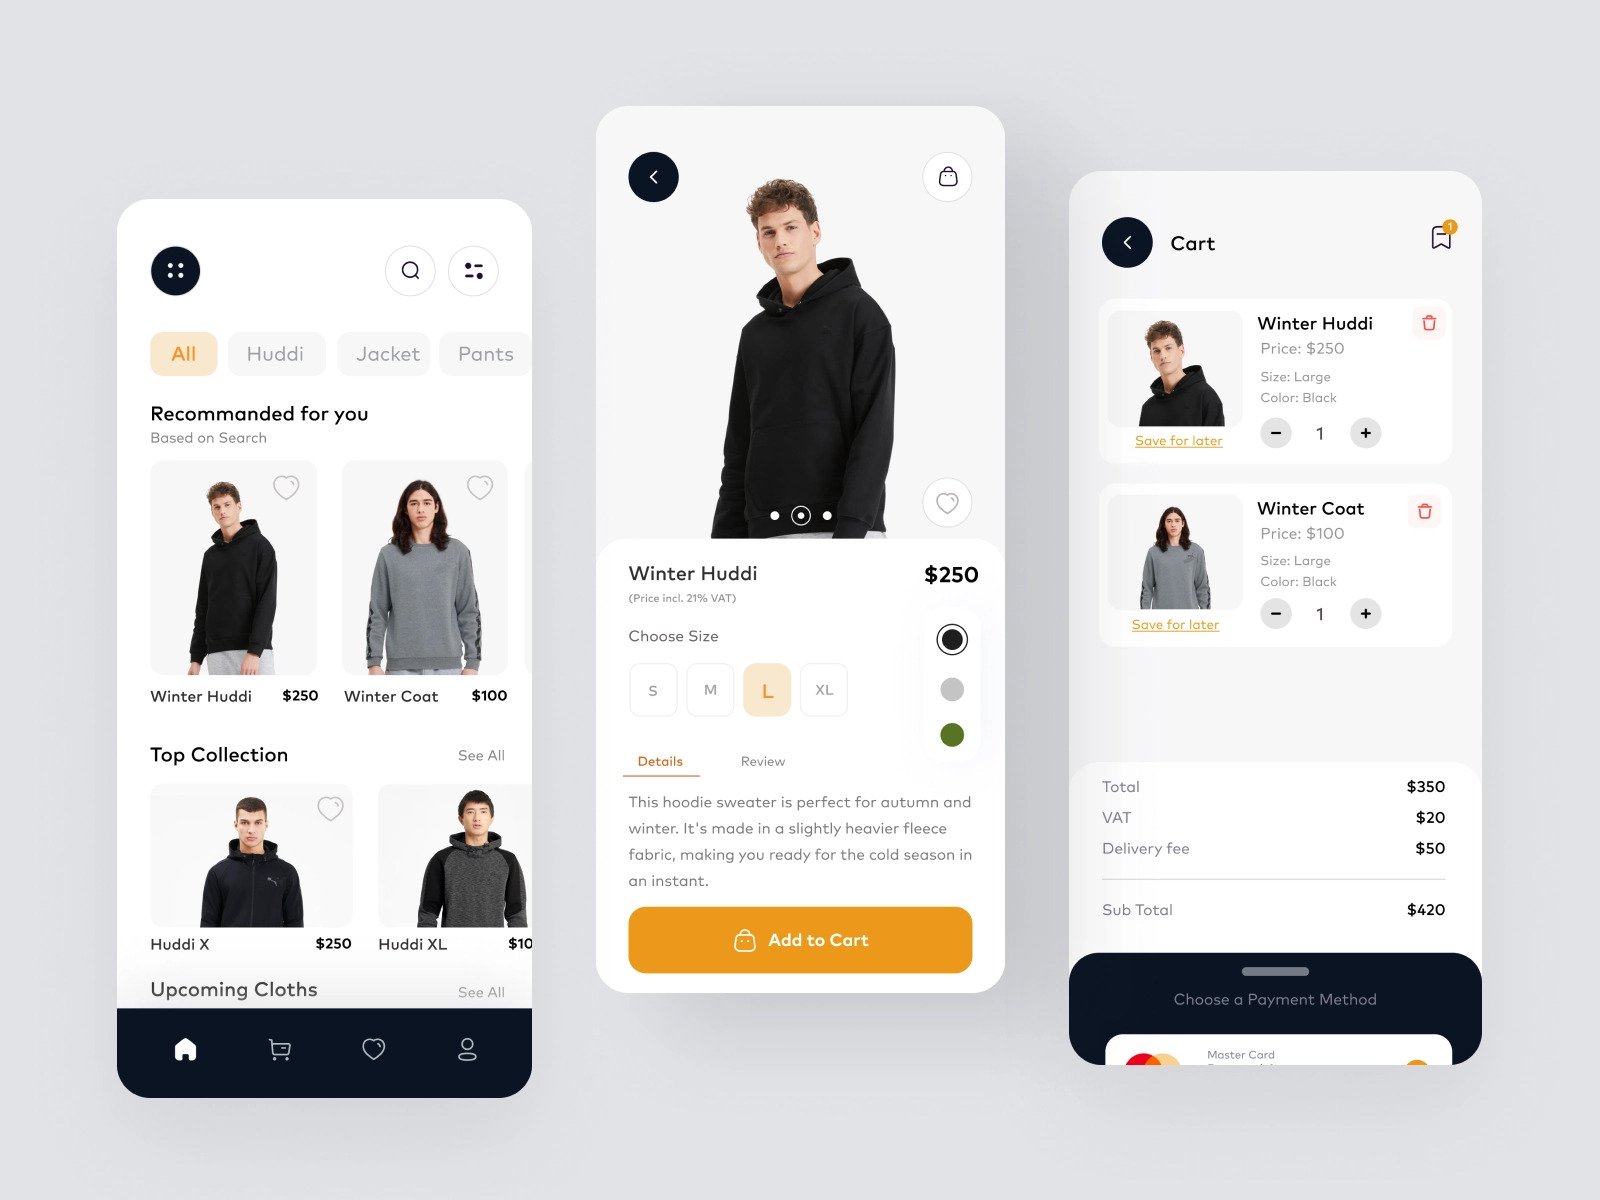 All
Huddi
Jacket
Pants
Recommanded for you
Based on Search
Winter Huddi $250
Winter Coat $100
Top Collection See All
Huddi X $250
Huddi XL $10
Upcoming Cloths See All
Winter Huddi $250
(Price incl. 21% VAT)
Choose Size
S
M
L
XL
Details
Review
This hoodie sweater is perfect for autumn and
winter. It's made in a slightly heavier fleece
fabric, making you ready for the cold season in
an instant.
Add to Cart
Cart
1
Winter Huddi
Price: $250
Size: Large
Color: Black
Save for later
1
Winter Coat
Price: $100
Size: Large
Color: Black
Save for later
1
Total $350
VAT $20
Delivery fee $50
Sub Total $420
Choose a Payment Method
Master Card